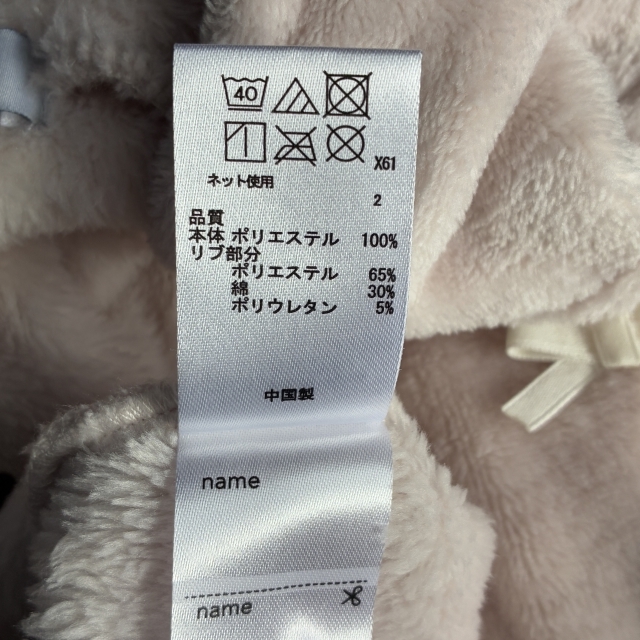 40
X61
ネット使用
2
品質
本体 ポリエステル 100%
リブ部分
ポリエステル 65%
綿 30%
ポリウレタン 5%
中国製
name
name